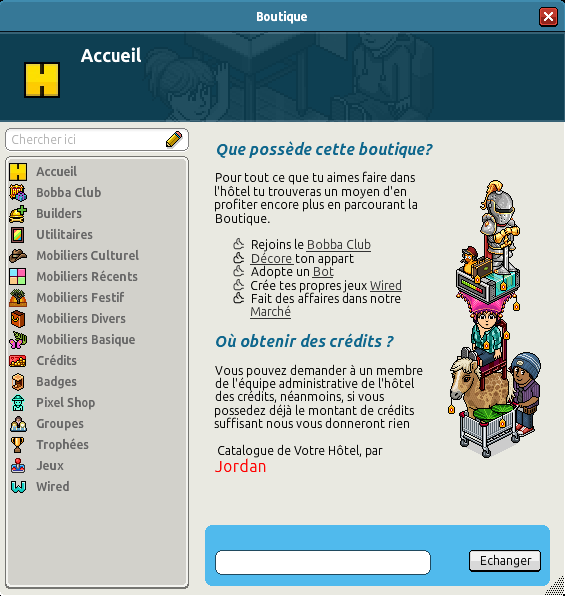 Boutique
Accueil
Chercher ici
Accueil
Bobba Club
Builders
Utilitaires
Mobiliers Culturel
Mobiliers Récents
Mobiliers Festif
Mobiliers Divers
Mobiliers Basique
Crédits
Badges
Pixel Shop
Groupes
Trophées
Jeux
Wired
Que possède cette boutique?
Pour tout ce que tu aimes faire dans
l'hôtel tu trouveras un moyen d'en
profiter encore plus en parcourant la
Boutique.
Rejoins le Bobba Club
Décore ton appart
Adopte un Bot
Crée tes propres jeux Wired
Fait des affaires dans notre
Marché
Où obtenir des crédits ?
Vous pouvez demander à un membre
de l'équipe administrative de l'hôtel
des crédits, néanmoins, si vous
possedez déjà le montant de crédits
suffisant nous vous donneront rien
Catalogue de Votre Hôtel, par
Jordan
Echanger